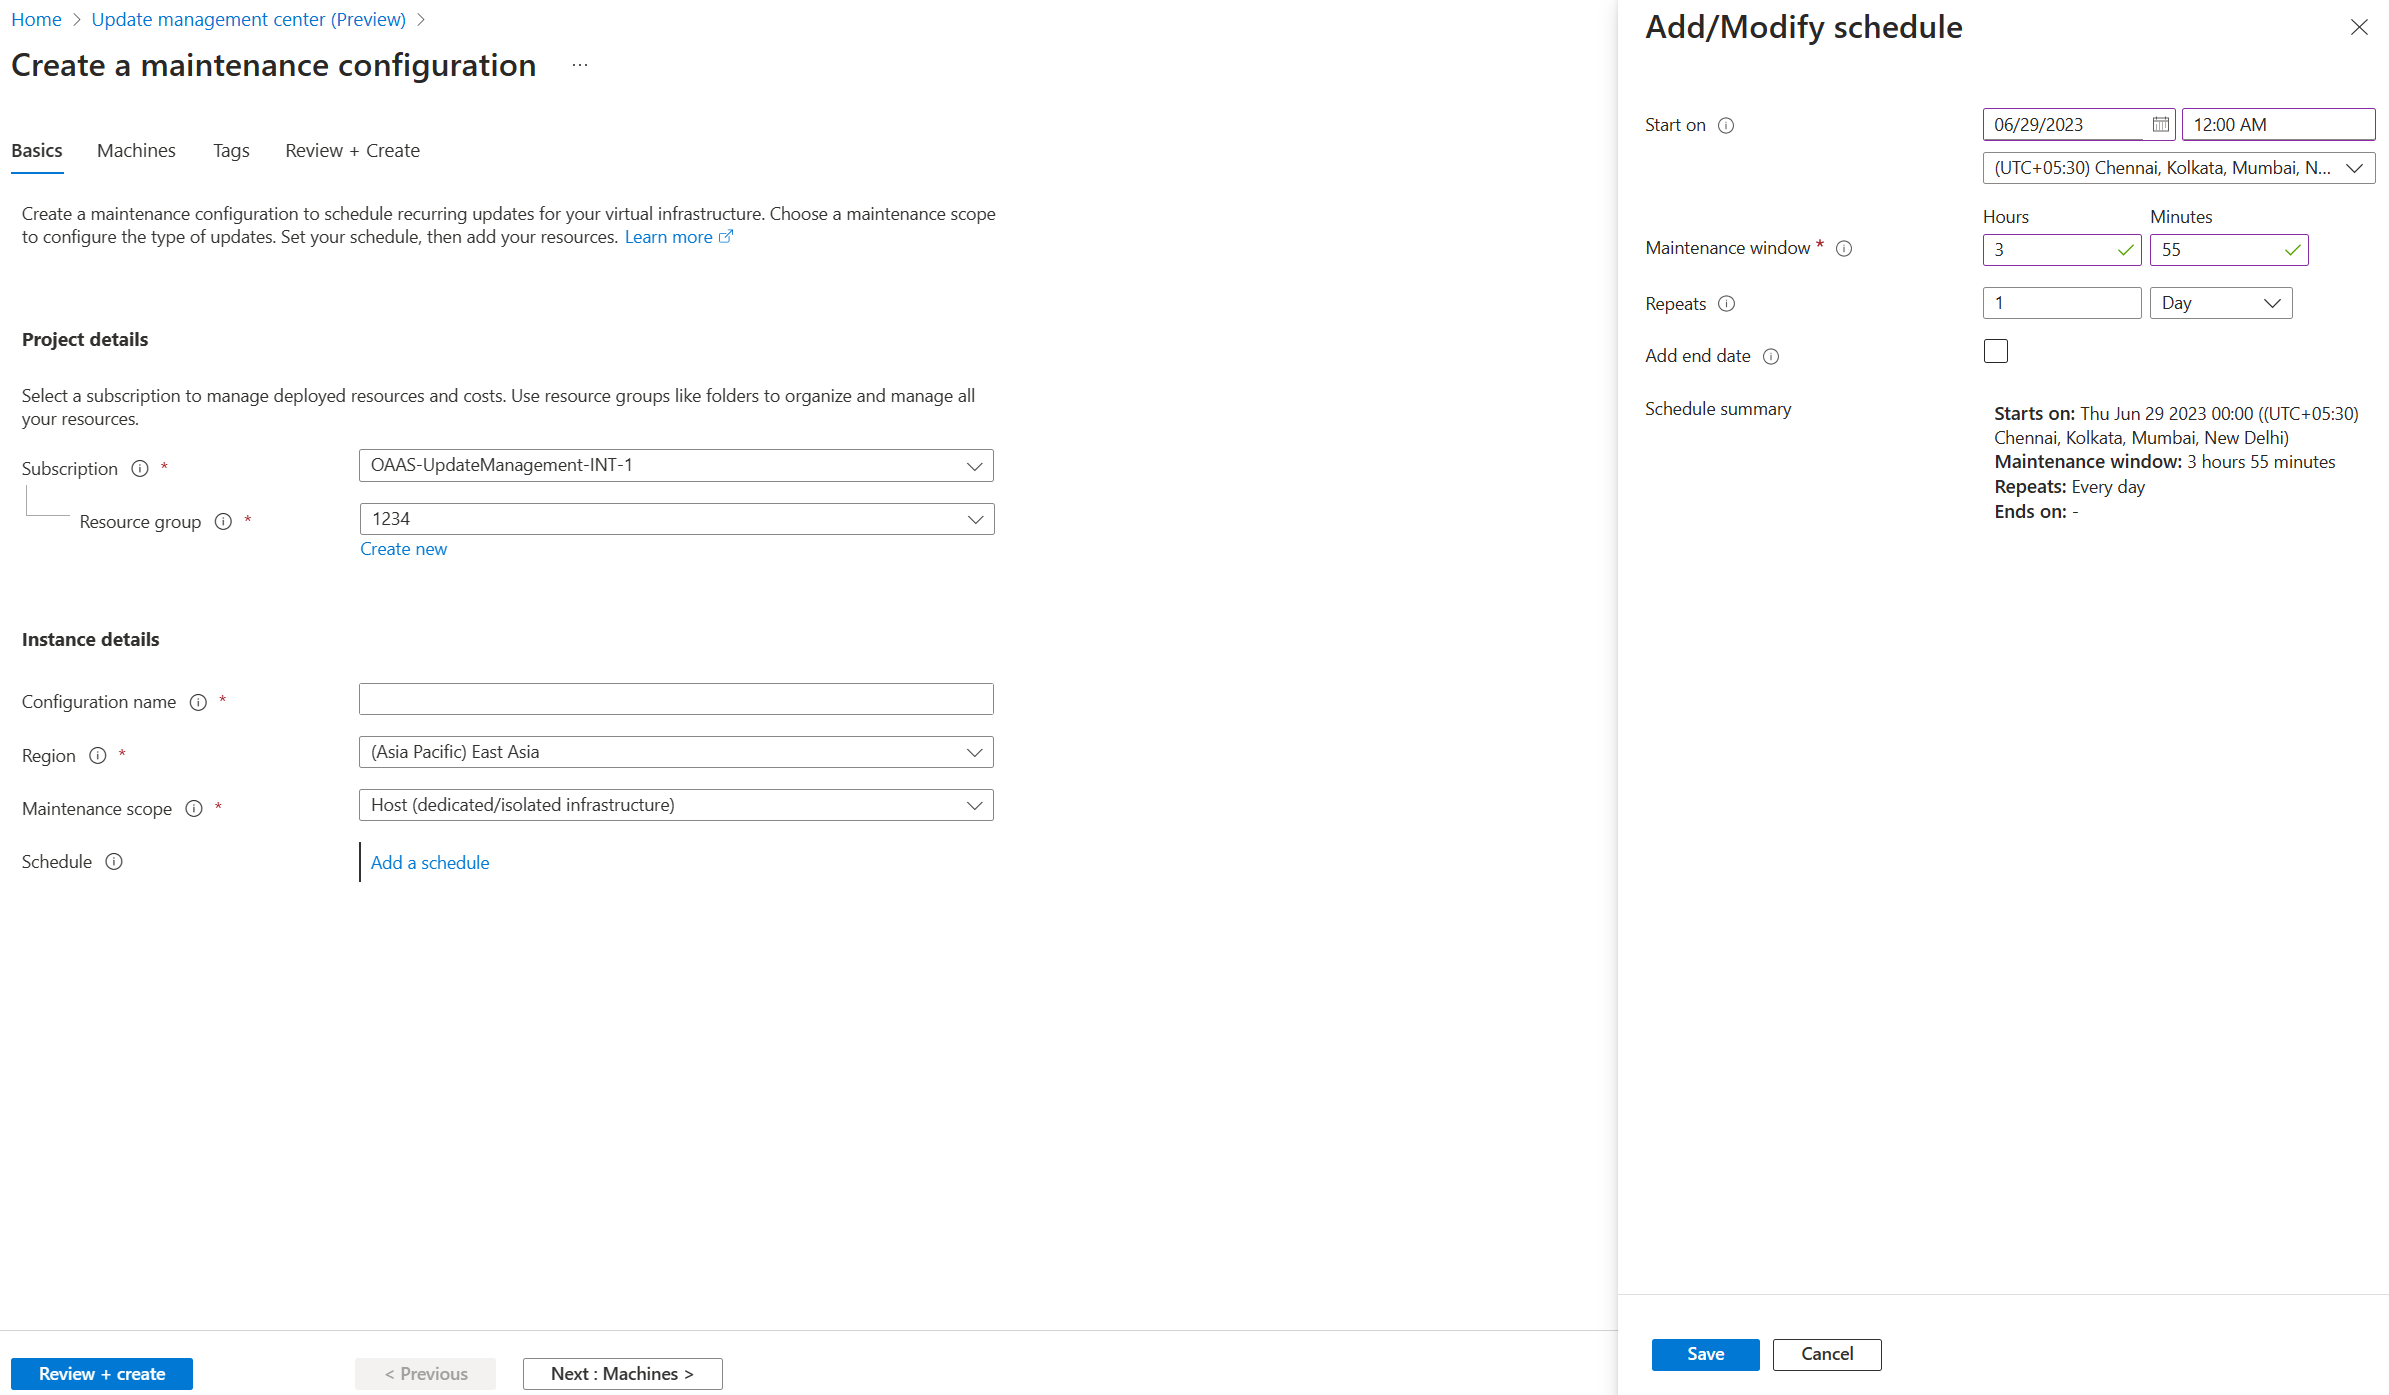 Home > Update management center (Preview) >
Create a maintenance configuration ...
Basics Machines Tags Review + Create
Create a maintenance configuration to schedule recurring updates for your virtual infrastructure. Choose a maintenance scope
to configure the type of updates. Set your schedule, then add your resources. Learn more
Project details
Select a subscription to manage deployed resources and costs. Use resource groups like folders to organize and manage all
your resources.
Subscription * OAAS-UpdateManagement-INT-1
Resource group * 1234
Create new
Instance details
Configuration name *
Region * (Asia Pacific) East Asia
Maintenance scope * Host (dedicated/isolated infrastructure)
Schedule Add a schedule
Review + create < Previous Next : Machines >
Add/Modify schedule
Start on 06/29/2023 12:00 AM
(UTC+05:30) Chennai, Kolkata, Mumbai, N...
Hours Minutes
Maintenance window * 3 55
Repeats 1 Day
Add end date
Schedule summary
Starts on: Thu Jun 29 2023 00:00 ((UTC+05:30)
Chennai, Kolkata, Mumbai, New Delhi)
Maintenance window: 3 hours 55 minutes
Repeats: Every day
Ends on: -
Save Cancel